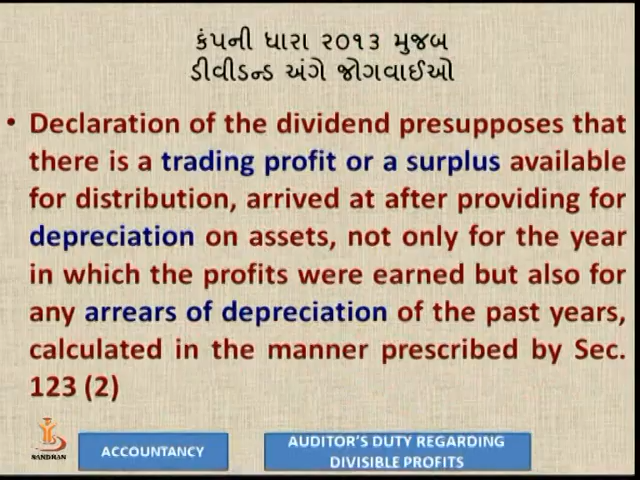 કંપની ધારા ૨૦૧૩ મુજબ
ડીવીડન્ડ અંગે જોગવાઈઓ
• Declaration of the dividend presupposes that
there is a trading profit or a surplus available
for distribution, arrived at after providing for
depreciation on assets, not only for the year
in which the profits were earned but also for
any arrears of depreciation of the past years,
calculated in the manner prescribed by Sec.
123 (2)
NANDHAN
ACCOUNTANCY
AUDITOR'S DUTY REGARDING
DIVISIBLE PROFITS